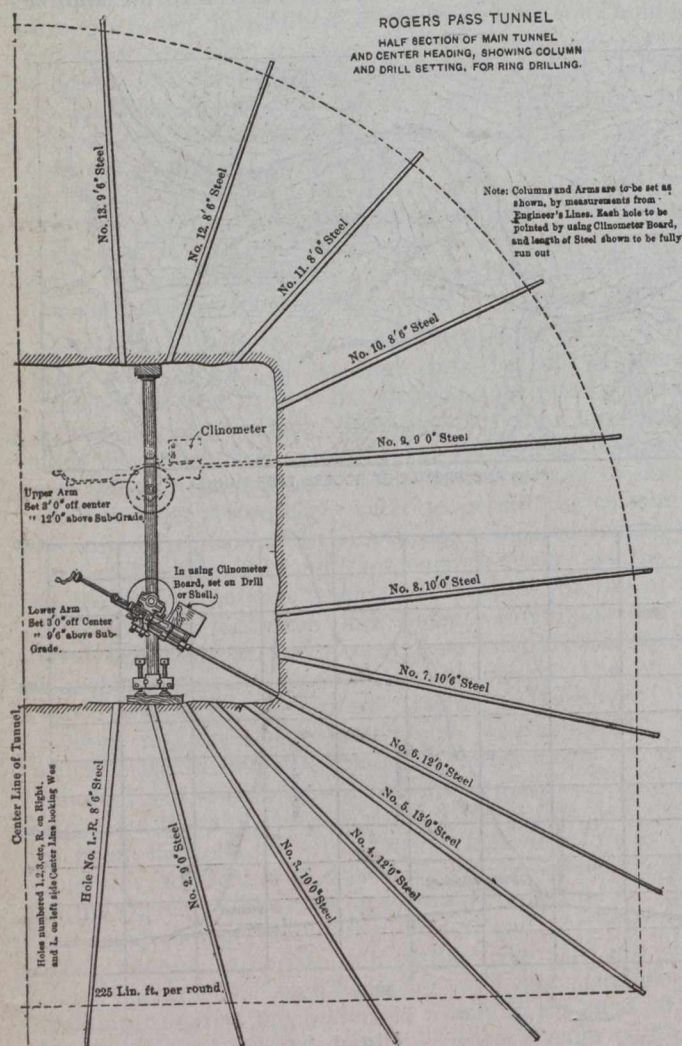 ROGERS PASS TUNNEL
HALF SECTION OF MAIN TUNNEL
AND CENTER HEADING, SHOWING COLUMN
AND DRILL SETTING, FOR RING DRILLING.
Note: Columns and Arms are to be set as
shown, by measurements from
Engineer's Lines. Each hole to be
pointed by using Clinometer Board,
and length of Steel shown to be fully
run out
No. 13. 9'6" Steel
No. 12. 8'6" Steel
No. 11. 8'0" Steel
No. 10. 8'6" Steel
No. 9. 9'0" Steel
Clinometer
Upper Arm
Set 3'0" off center
" 12'0" above Sub-Grade
In using Clinometer
Board, set on Drill
or Shell.
Lower Arm
Set 3'0" off Center
" 9'6" above Sub-
Grade.
No. 8. 10'0" Steel
No. 7. 10'6" Steel
No. 6. 12'0" Steel
No. 5. 13'0" Steel
No. 4. 12'0" Steel
No. 3. 10'0" Steel
No. 2. 9'0" Steel
Hole No. 1.-R. 8'6" Steel
Center Line of Tunnel
Holes numbered 1,2,3,etc, R. on Right.
and L. on left side Center Line looking Wes
225 Lin. ft. per round.